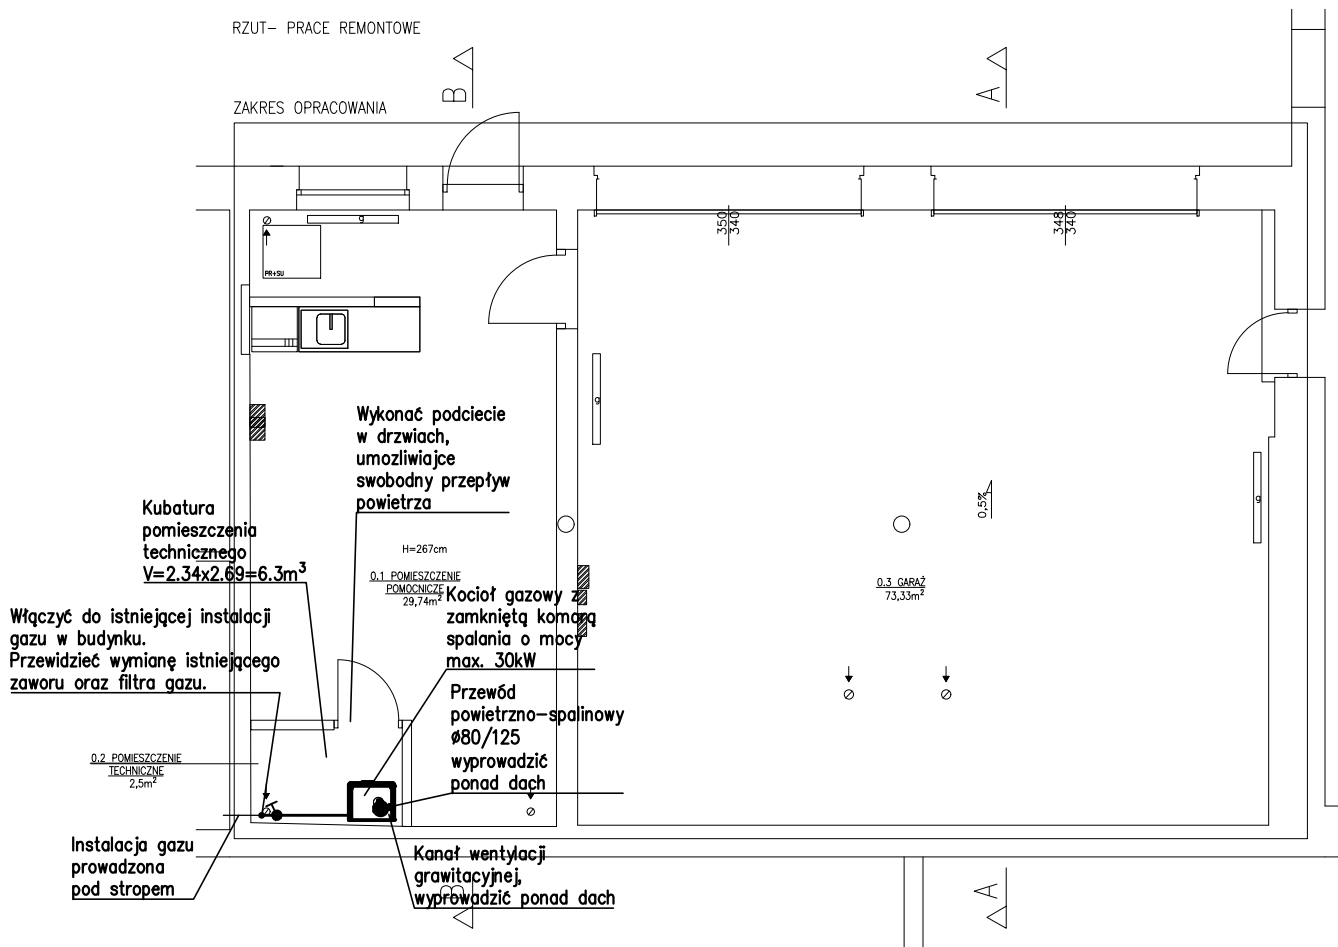 RZUT- PRACE REMONTOWE
ZAKRES OPRACOWANIA
B
A
350
340
348
340
g
PR+SU
g
g
0,5%
Wykonać podciecie
w drzwiach,
umozliwiajce
swobodny przepływ
powietrza
Kubatura
pomieszczenia
technicznego
V=2.34x2.69=6.3m³
H=267cm
0.1 POMIESZCZENIE
POMOCNICZE
29,74m²
0.3 GARAŻ
73,33m²
Kocioł gazowy z
zamkniętą komorą
spalania o mocy
max. 30kW
Włączyć do istniejącej instalacji
gazu w budynku.
Przewidzieć wymianę istniejącego
zaworu oraz filtra gazu.
Przewód
powietrzno-spalinowy
ø80/125
wyprowadzić
ponad dach
0.2 POMIESZCZENIE
TECHNICZNE
2,5m²
Instalacja gazu
prowadzona
pod stropem
Kanał wentylacji
grawitacyjnej,
wyprowadzić ponad dach
B
A